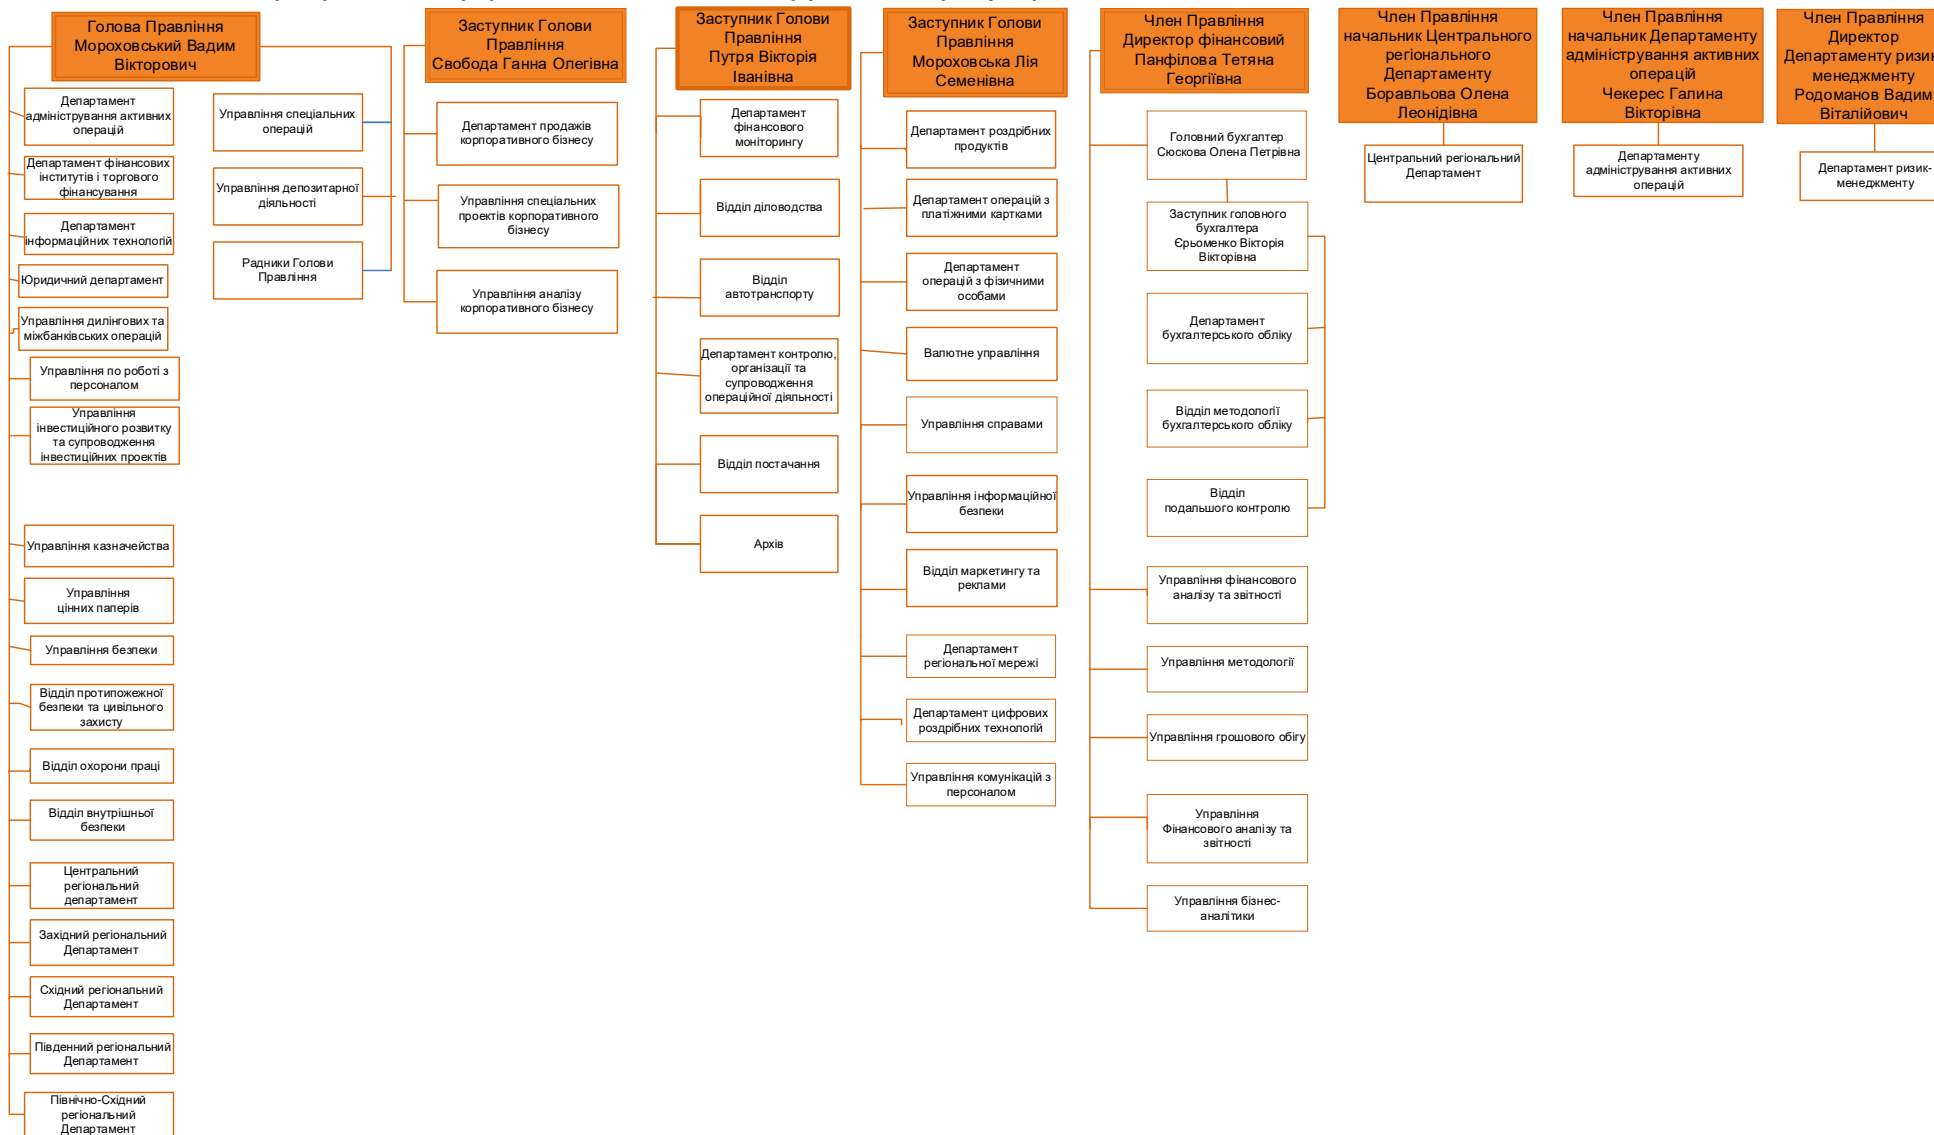 Голова Правління
Мороховський Вадим
Вікторович
Департамент
адміністрування активних
операцій
Департамент фінансових
інститутів і торгового
фінансування
Департамент
інформаційних технологій
Юридичний департамент
Управління дилінгових та
міжбанківських операцій
Управління по роботі з
персоналом
Управління
інвестиційного розвитку
та супроводження
інвестиційних проектів
Управління казначейства
Управління
цінних паперів
Управління безпеки
Відділ протипожежної
безпеки та цивільного
захисту
Відділ охорони праці
Відділ внутрішньої
безпеки
Центральний
регіональний
департамент
Західний регіональний
Департамент
Східний регіональний
Департамент
Південний регіональний
Департамент
Північно-Східний
регіональний
Департамент
Управління спеціальних
операцій
Управління депозитарної
діяльності
Радники Голови
Правління
Заступник Голови
Правління
Свобода Ганна Олегівна
Департамент продажів
корпоративного бізнесу
Управління спеціальних
проектів корпоративного
бізнесу
Управління аналізу
корпоративного бізнесу
Заступник Голови
Правління
Путря Вікторія
Іванівна
Департамент
фінансового
моніторингу
Відділ діловодства
Відділ
автотранспорту
Департамент контролю,
організації та
супроводження
операційної діяльності
Відділ постачання
Архів
Заступник Голови
Правління
Мороховська Лія
Семенівна
Департамент роздрібних
продуктів
Департамент операцій з
платіжними картками
Департамент
операцій з фізичними
особами
Валютне управління
Управління справами
Управління інформаційної
безпеки
Відділ маркетингу та
реклами
Департамент
регіональної мережі
Департамент цифрових
роздрібних технологій
Управління комунікацій з
персоналом
Член Правління
Директор фінансовий
Панфілова Тетяна
Георгіївна
Головний бухгалтер
Сюскова Олена Петрівна
Заступник головного
бухгалтера
Єрьоменко Вікторія
Вікторівна
Департамент
бухгалтерського обліку
Відділ методології
бухгалтерського обліку
Відділ
подальшого контролю
Управління фінансового
аналізу та звітності
Управління методології
Управління грошового обігу
Управління
Фінансового аналізу та
звітності
Управління бізнес-
аналітики
Член Правління
начальник Центрального
регіонального
Департаменту
Боравльова Олена
Леонідівна
Центральний регіональний
Департамент
Член Правління
начальник Департаменту
адміністрування активних
операцій
Чекерес Галина
Вікторівна
Департаменту
адміністрування активних
операцій
Член Правління
Директор
Департаменту ризик
менеджменту
Родоманов Вадим
Віталійович
Департамент ризик-
менеджменту